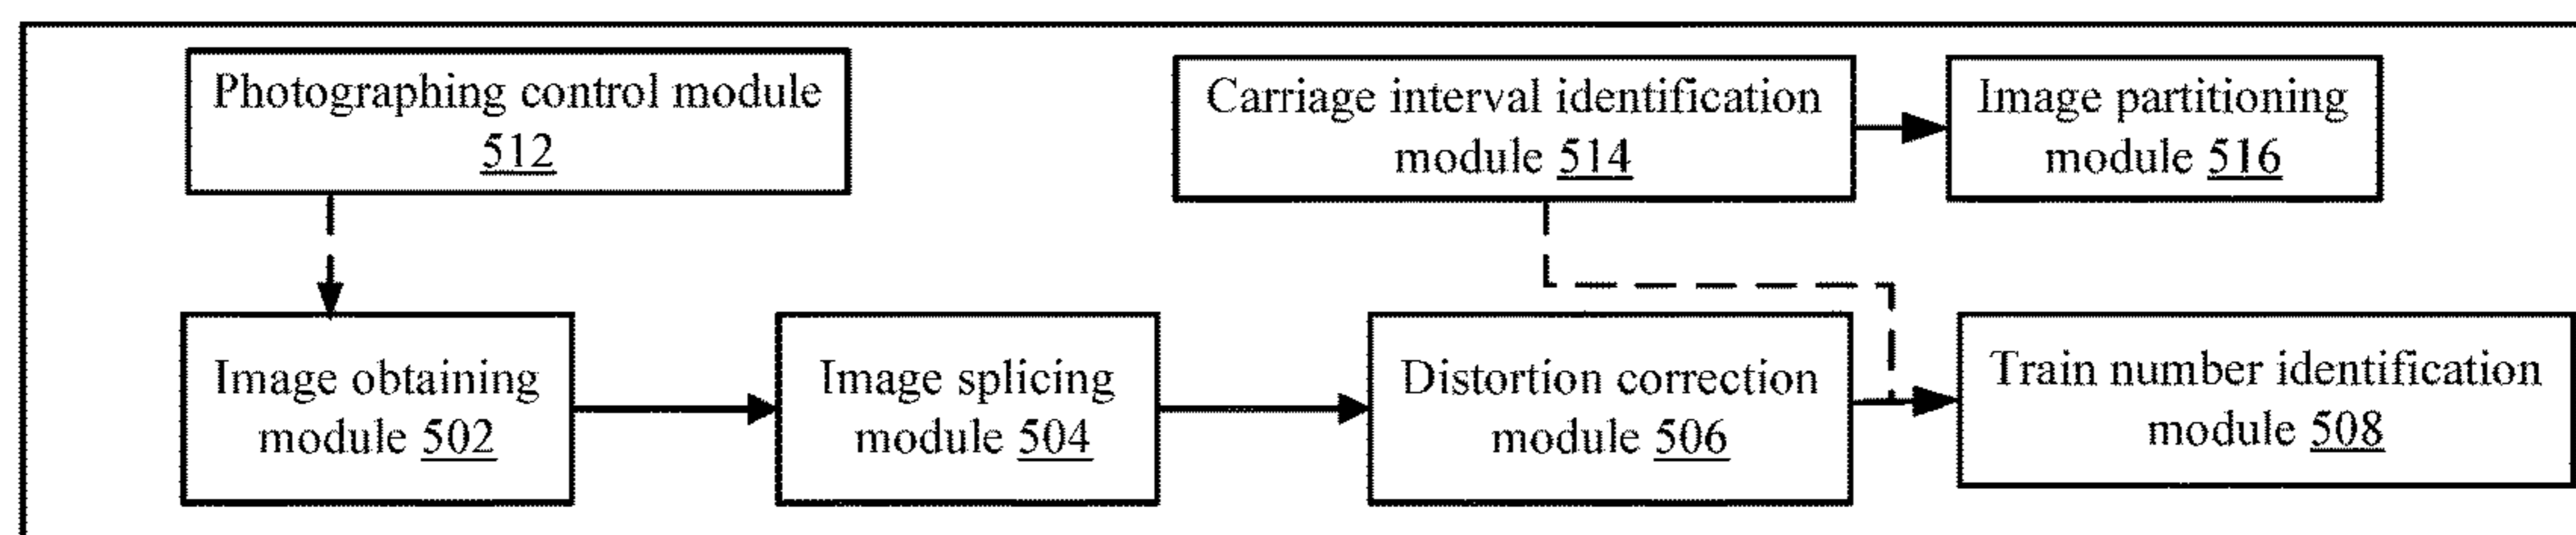 Photographing control module
512
Carriage interval identification
module 514
Image partitioning
module 516
Image obtaining
module 502
Image splicing
module 504
Distortion correction
module 506
Train number identification
module 508